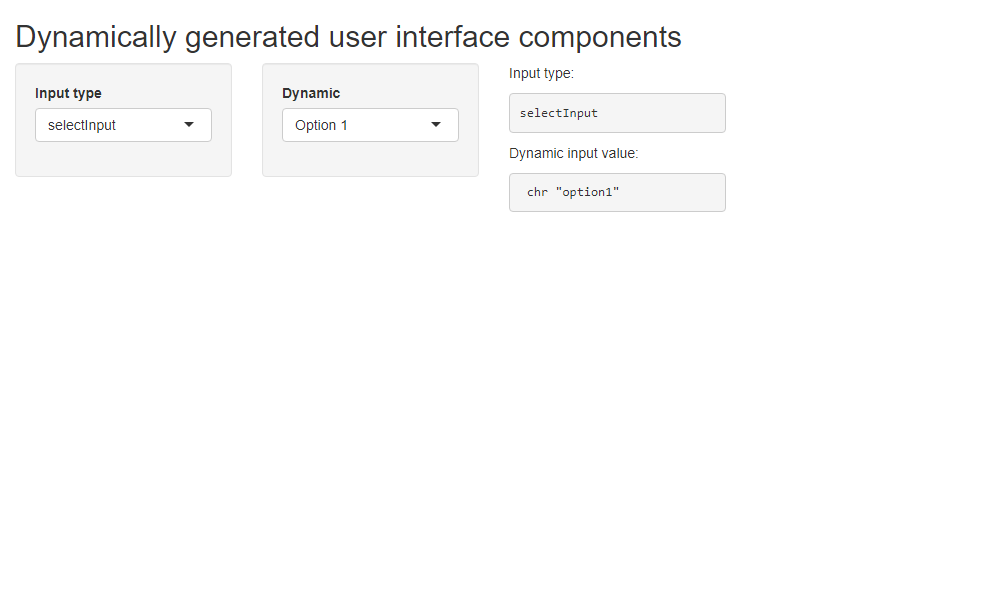 Dynamically generated user interface components
Input type
selectInput
Dynamic
Option 1
Input type:
selectInput
Dynamic input value:
chr "option1"